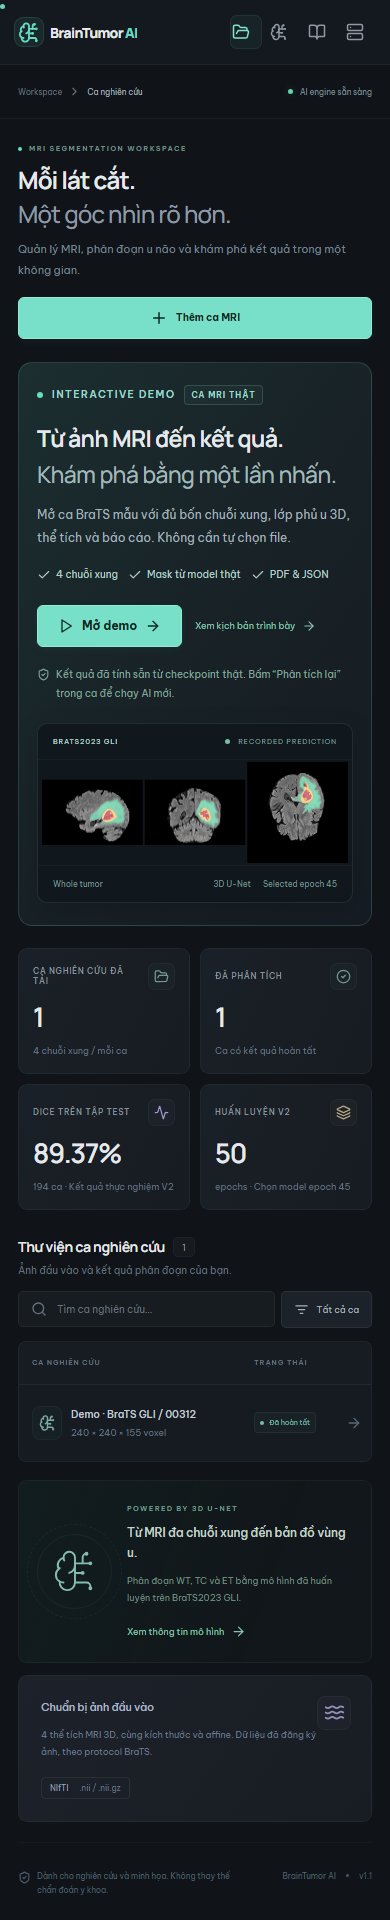 BrainTumor AI
Workspace > Ca nghiên cứu
AI engine sẵn sàng
MRI SEGMENTATION WORKSPACE
Mỗi lát cắt.
Một góc nhìn rõ hơn.
Quản lý MRI, phân đoạn u não và khám phá kết quả trong một
không gian.
Thêm ca MRI
INTERACTIVE DEMO
CA MRI THẬT
Từ ảnh MRI đến kết quả.
Khám phá bằng một lần nhấn.
Mở ca BraTS mẫu với đủ bốn chuỗi xung, lớp phủ u 3D,
thể tích và báo cáo. Không cần tự chọn file.
4 chuỗi xung
Mask từ model thật
PDF & JSON
Mở demo
Xem kịch bản trình bày
Kết quả đã tính sẵn từ checkpoint thật. Bấm “Phân tích lại”
trong ca để chạy AI mới.
BRATS2023 GLI
RECORDED PREDICTION
Whole tumor
3D U-Net
Selected epoch 45
CA NGHIÊN CỨU ĐÃ
TẢI
1
4 chuỗi xung / mỗi ca
ĐÃ PHÂN TÍCH
1
Ca có kết quả hoàn tất
DICE TRÊN TẬP TEST
89.37%
194 ca · Kết quả thực nghiệm V2
HUẤN LUYỆN V2
50
epochs · Chọn model epoch 45
Thư viện ca nghiên cứu
1
Ảnh đầu vào và kết quả phân đoạn của bạn.
Tìm ca nghiên cứu...
Tất cả ca
CA NGHIÊN CỨU
TRẠNG THÁI
Demo · BraTS GLI / 00312
240 × 240 × 155 voxel
Đã hoàn tất
POWERED BY 3D U-NET
Từ MRI đa chuỗi xung đến bản đồ vùng
u.
Phân đoạn WT, TC và ET bằng mô hình đã huấn
luyện trên BraTS2023 GLI.
Xem thông tin mô hình
Chuẩn bị ảnh đầu vào
4 thể tích MRI 3D, cùng kích thước và affine. Dữ liệu đã đăng ký
ảnh, theo protocol BraTS.
NIfTI .nii / .nii.gz
Dành cho nghiên cứu và minh họa. Không thay thế
chẩn đoán y khoa.
BrainTumor AI • v1.1